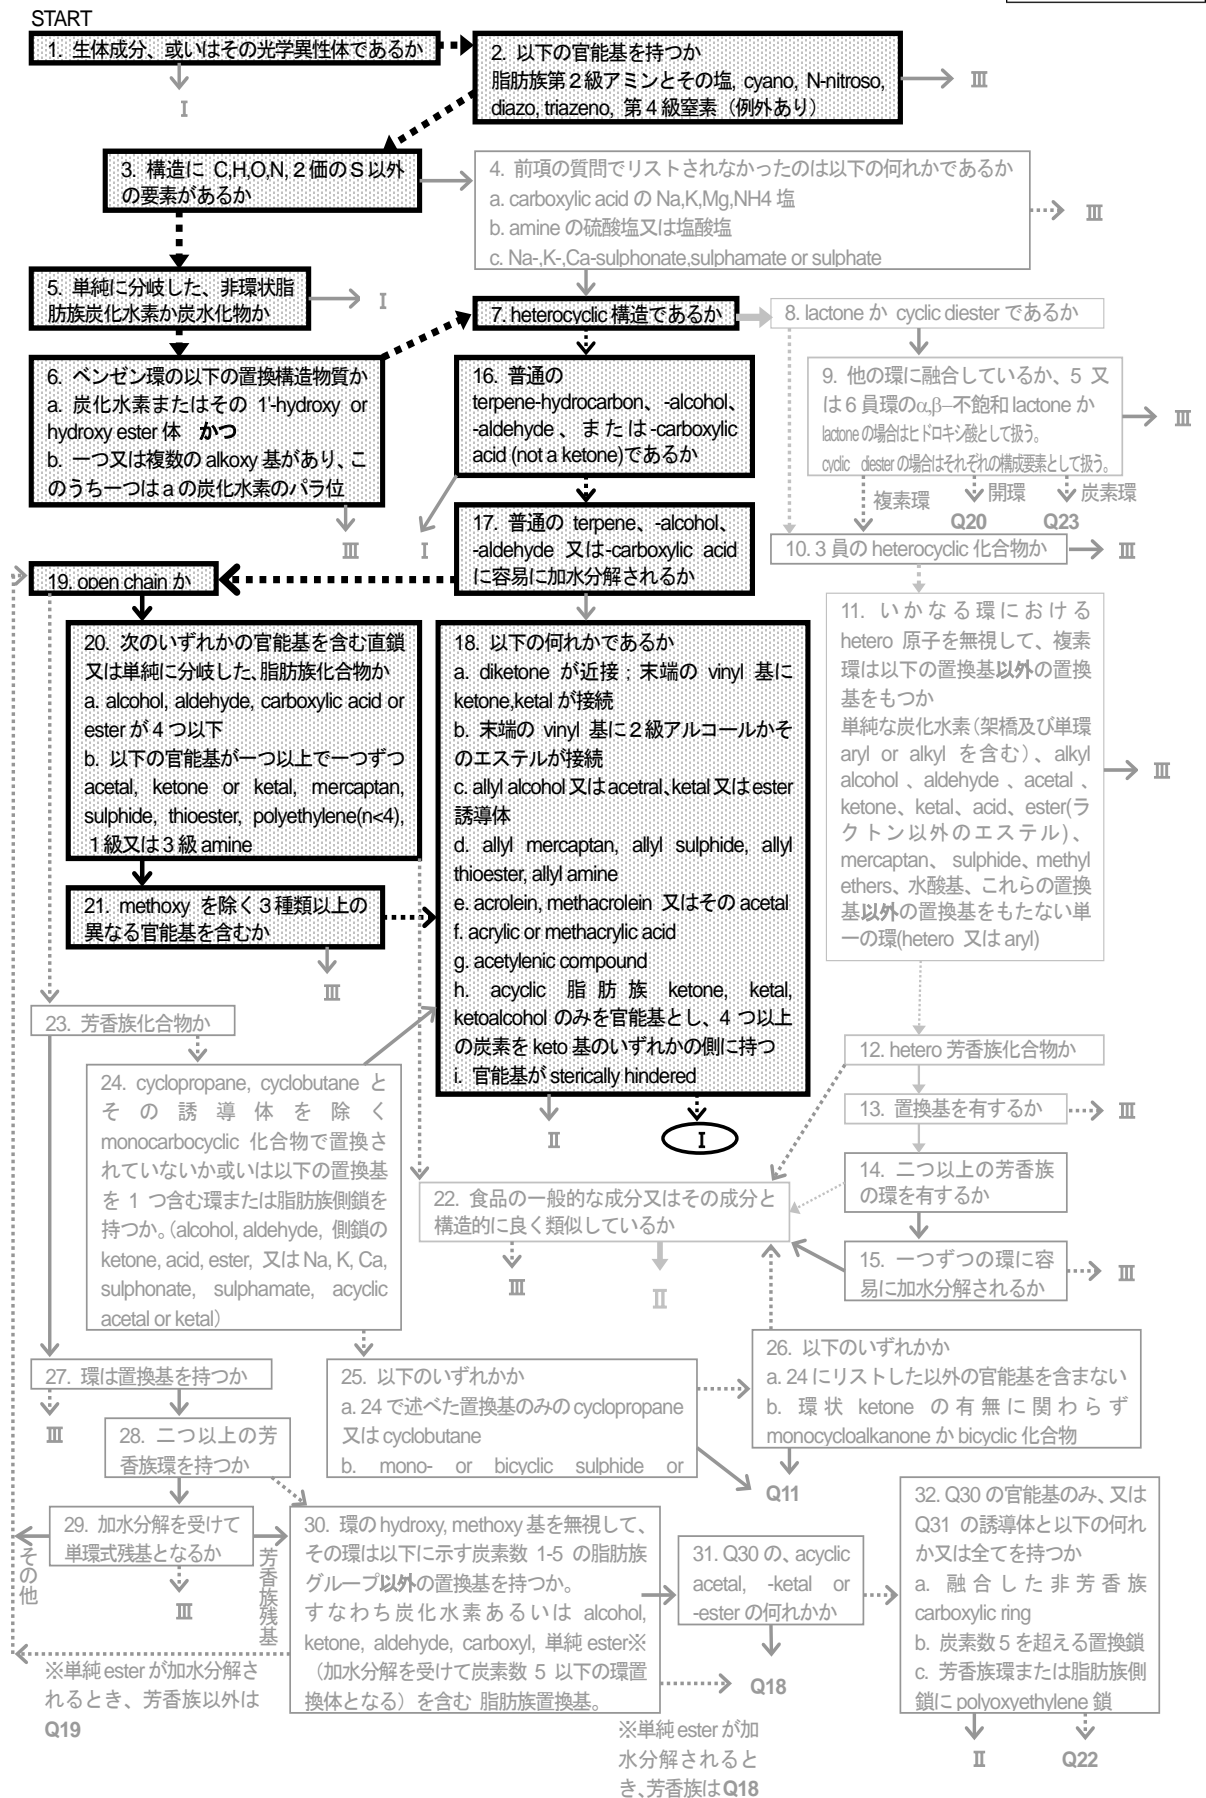 START
1. 生体成分、或いはその光学異性体であるか
I
2. 以下の官能基を持つか
脂肪族第２級アミンとその塩, cyano, N-nitroso,
diazo, triazeno, 第４級窒素（例外あり）
Ⅲ
3. 構造に C,H,O,N,２価のＳ以外
の要素があるか
4. 前項の質問でリストされなかったのは以下の何れかであるか
a. carboxylic acid の Na,K,Mg,NH4 塩
b. amine の硫酸塩又は塩酸塩
c. Na-,K-,Ca-sulphonate,sulphamate or sulphate
Ⅲ
5. 単純に分岐した、非環状脂
肪族炭化水素か炭水化物か
I
6. ベンゼン環の以下の置換構造物質か
a. 炭化水素またはその 1'-hydroxy or
hydroxy ester 体　かつ
b. 一つ又は複数の alkoxy 基があり、こ
のうち一つは a の炭化水素のパラ位
Ⅲ
7. heterocyclic 構造であるか
8. lactone か cyclic diester であるか
9. 他の環に融合しているか、5 又
は 6 員環のα,β−不飽和 lactone か
lactone の場合はヒドロキシ酸として扱う。
cyclic diester の場合はそれぞれの構成要素として扱う。
Ⅲ
複素環
開環
炭素環
Q20
Q23
10. 3 員の heterocyclic 化合物か
Ⅲ
11. いかなる環における
hetero 原子を無視して、複素
環は以下の置換基以外の置換
基をもつか
単純な炭化水素（架橋及び単環
aryl or alkyl を含む）、alkyl
alcohol、aldehyde、acetal、
ketone、ketal、acid、ester(ラ
クトン以外のエステル)、
mercaptan、sulphide、methyl
ethers、水酸基、これらの置換
基以外の置換基をもたない単
一の環(hetero 又は aryl)
Ⅲ
12. hetero 芳香族化合物か
13. 置換基を有するか
Ⅲ
14. 二つ以上の芳香族
の環を有するか
15. 一つずつの環に容
易に加水分解されるか
Ⅲ
16. 普通の
terpene-hydrocarbon、-alcohol、
-aldehyde、または-carboxylic
acid (not a ketone)であるか
I
17. 普通の terpene、-alcohol、
-aldehyde 又は-carboxylic acid
に容易に加水分解されるか
18. 以下の何れかであるか
a. diketone が近接；末端の vinyl 基に
ketone,ketal が接続
b. 末端の vinyl 基に２級アルコールかそ
のエステルが接続
c. allyl alcohol 又は acetral、ketal 又は ester
誘導体
d. allyl mercaptan, allyl sulphide, allyl
thioester, allyl amine
e. acrolein, methacrolein 又はその acetal
f. acrylic or methacrylic acid
g. acetylenic compound
h. acyclic 脂肪族 ketone, ketal,
ketoalcohol のみを官能基とし、4 つ以上
の炭素を keto 基のいずれかの側に持つ
i. 官能基が sterically hindered
Ⅱ
I
19. open chain か
20. 次のいずれかの官能基を含む直鎖
又は単純に分岐した、脂肪族化合物か
a. alcohol, aldehyde, carboxylic acid or
ester が 4 つ以下
b. 以下の官能基が一つ以上で一つずつ
acetal, ketone or ketal, mercaptan,
sulphide, thioester, polyethylene(n<4),
１級又は３級 amine
21. methoxy を除く３種類以上の
異なる官能基を含むか
Ⅲ
22. 食品の一般的な成分又はその成分と
構造的に良く類似しているか
Ⅲ
Ⅱ
23. 芳香族化合物か
24. cyclopropane, cyclobutane と
その誘導体を除く
monocarbocyclic 化合物で置換さ
れていないか或いは以下の置換基
を 1 つ含む環または脂肪族側鎖を
持つか。（alcohol, aldehyde, 側鎖の
ketone, acid, ester, 又は Na, K, Ca,
sulphonate, sulphamate, acyclic
acetal or ketal）
25. 以下のいずれかか
a. 24 で述べた置換基のみの cyclopropane
又は cyclobutane
b. mono- or bicyclic sulphide or
Q11
26. 以下のいずれかか
a. 24 にリストした以外の官能基を含まない
b. 環状 ketone の有無に関わらず
monocycloalkanone か bicyclic 化合物
27. 環は置換基を持つか
Ⅲ
28. 二つ以上の芳
香族環を持つか
29. 加水分解を受けて
単環式残基となるか
その他
芳香族残基
Ⅲ
30. 環の hydroxy, methoxy 基を無視して、
その環は以下に示す炭素数 1-5 の脂肪族
グループ以外の置換基を持つか。
すなわち炭化水素あるいは alcohol,
ketone, aldehyde, carboxyl, 単純 ester※
（加水分解を受けて炭素数 5 以下の環置
換体となる）を含む 脂肪族置換基。
31. Q30 の、acyclic
acetal, -ketal or
-ester の何れかか
Q18
32. Q30 の官能基のみ、又は
Q31 の誘導体と以下の何れ
か又は全てを持つか
a. 融合した非芳香族
carboxylic ring
b. 炭素数 5 を超える置換鎖
c. 芳香族環または脂肪族側
鎖に polyoxyethylene 鎖
Ⅱ
Q22
※単純 ester が加水分解さ
れるとき、芳香族以外は
Q19
※単純 ester が加
水分解されると
き、芳香族は Q18